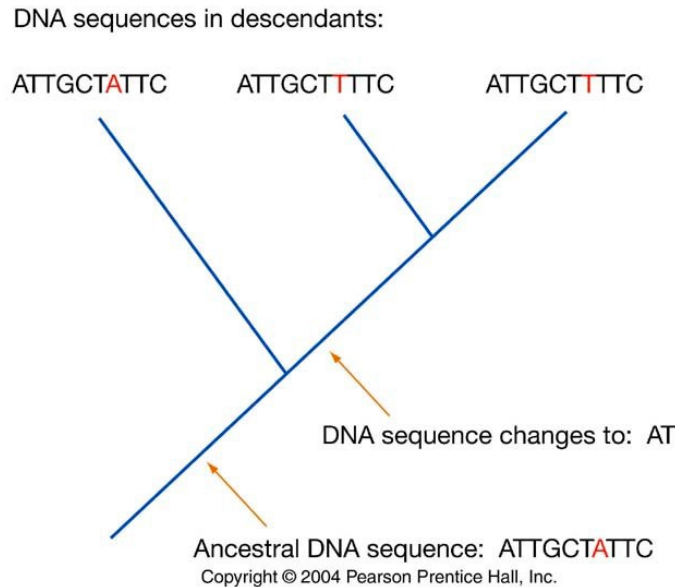 DNA sequences in descendants:
ATTGCTATTC ATTGCTTTTC ATTGCTTTTC
DNA sequence changes to: AT
Ancestral DNA sequence: ATTGCTATTC
Copyright © 2004 Pearson Prentice Hall, Inc.